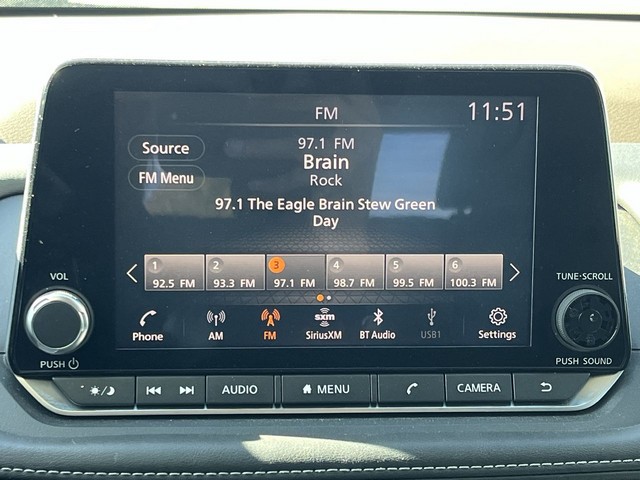 FM 11:51
Source 97.1 FM
Brain
FM Menu Rock
97.1 The Eagle Brain Stew Green
Day
1 2 3 4 5 6
92.5 FM 93.3 FM 97.1 FM 98.7 FM 99.5 FM 100.3 FM
VOL TUNE·SCROLL
sxm
Phone AM FM SiriusXM BT Audio USB1 Settings
PUSH PUSH SOUND
AUDIO MENU CAMERA